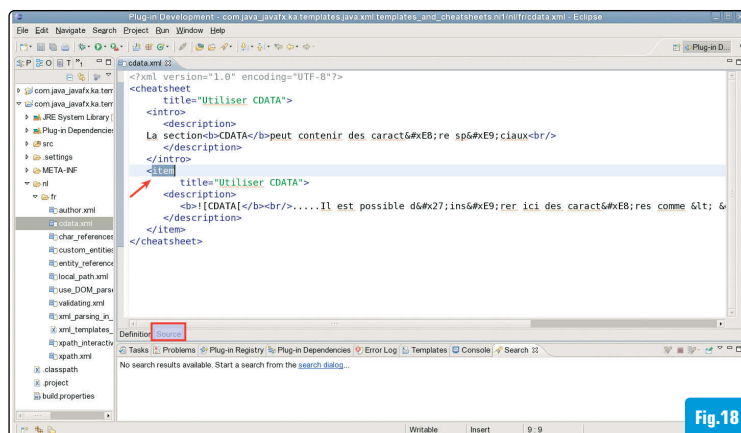 Plug-in Development - com.java_javafx.ka.templates.java.xml.templates_and_cheatsheets.nl1/nl/fr/cdata.xml - Eclipse
File Edit Navigate Search Project Run Window Help
Plug-in D...
P O T
cdata.xml
com.java_javafx.ka.tem
com.java_javafx.ka.tem
JRE System Library [
Plug-in Dependencie
src
.settings
META-INF
nl
fr
author.xml
cdata.xml
char_references
custom_entities
entity_reference
local_path.xml
use_DOM_pars
validating.xml
xml_parsing_in_
xml_templates_
xpath_interactiv
xpath.xml
.classpath
.project
build.properties
<?xml version="1.0" encoding="UTF-8"?>
<cheatsheet
title="Utiliser CDATA">
<intro>
<description>
La section<b>CDATA</b>peut contenir des caract&#xE8;re sp&#xE9;ciaux<br/>
</description>
</intro>
<item
title="Utiliser CDATA">
<description>
<b>![CDATA[</b><br/>.....Il est possible d&#x27;ins&#xE9;rer ici des caract&#xE8;res comme &lt; &
</description>
</item>
</cheatsheet>
Definition Source
Tasks Problems Plug-in Registry Plug-in Dependencies Error Log Templates Console Search
No search results available. Start a search from the search dialog...
Writable Insert 9 : 9
Fig.18